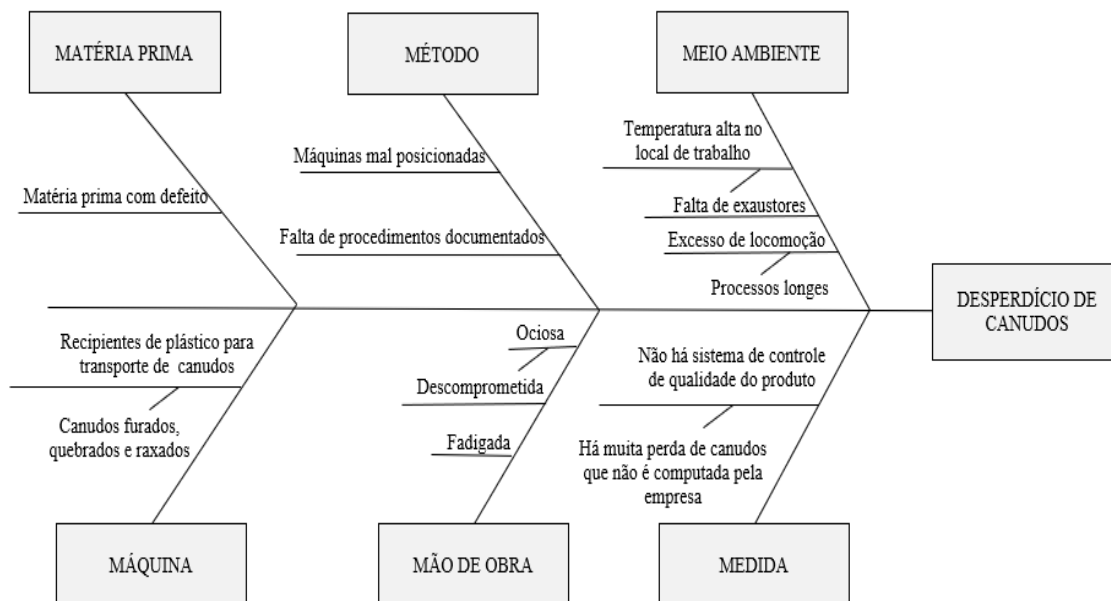 MATÉRIA PRIMA
MÉTODO
MEIO AMBIENTE
Matéria prima com defeito
Máquinas mal posicionadas
Falta de procedimentos documentados
Temperatura alta no
local de trabalho
Falta de exaustores
Excesso de locomoção
Processos longes
DESPERDÍCIO DE
CANUDOS
Recipientes de plástico para
transporte de canudos
Canudos furados,
quebrados e raxados
Ociosa
Descomprometida
Fadigada
Não há sistema de controle
de qualidade do produto
Há muita perda de canudos
que não é computada pela
empresa
MÁQUINA
MÃO DE OBRA
MEDIDA